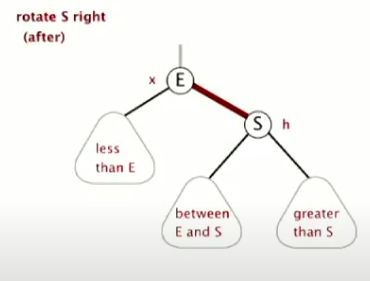 rotate S right
(after)
x E
S h
less
than E
between
E and S
greater
than S